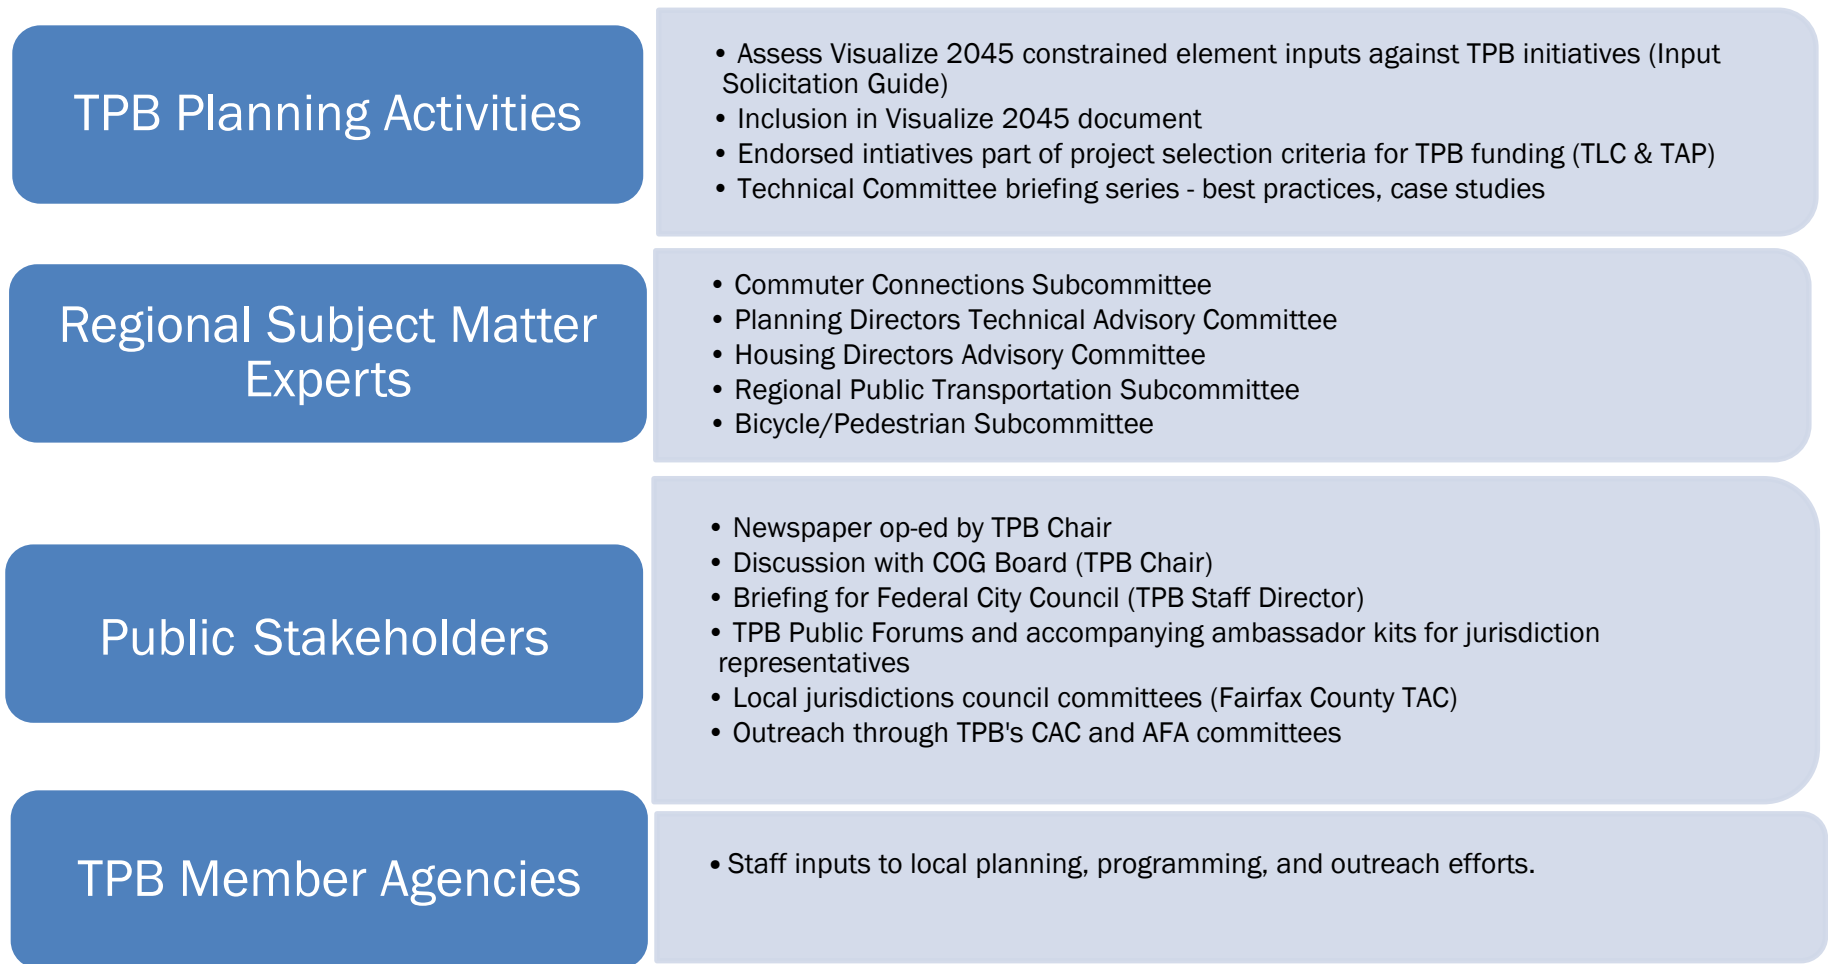 TPB Planning Activities
• Assess Visualize 2045 constrained element inputs against TPB initiatives (Input
Solicitation Guide)
• Inclusion in Visualize 2045 document
• Endorsed intiatives part of project selection criteria for TPB funding (TLC & TAP)
• Technical Committee briefing series - best practices, case studies
Regional Subject Matter
Experts
• Commuter Connections Subcommittee
• Planning Directors Technical Advisory Committee
• Housing Directors Advisory Committee
• Regional Public Transportation Subcommittee
• Bicycle/Pedestrian Subcommittee
Public Stakeholders
• Newspaper op-ed by TPB Chair
• Discussion with COG Board (TPB Chair)
• Briefing for Federal City Council (TPB Staff Director)
• TPB Public Forums and accompanying ambassador kits for jurisdiction
representatives
• Local jurisdictions council committees (Fairfax County TAC)
• Outreach through TPB's CAC and AFA committees
TPB Member Agencies
• Staff inputs to local planning, programming, and outreach efforts.